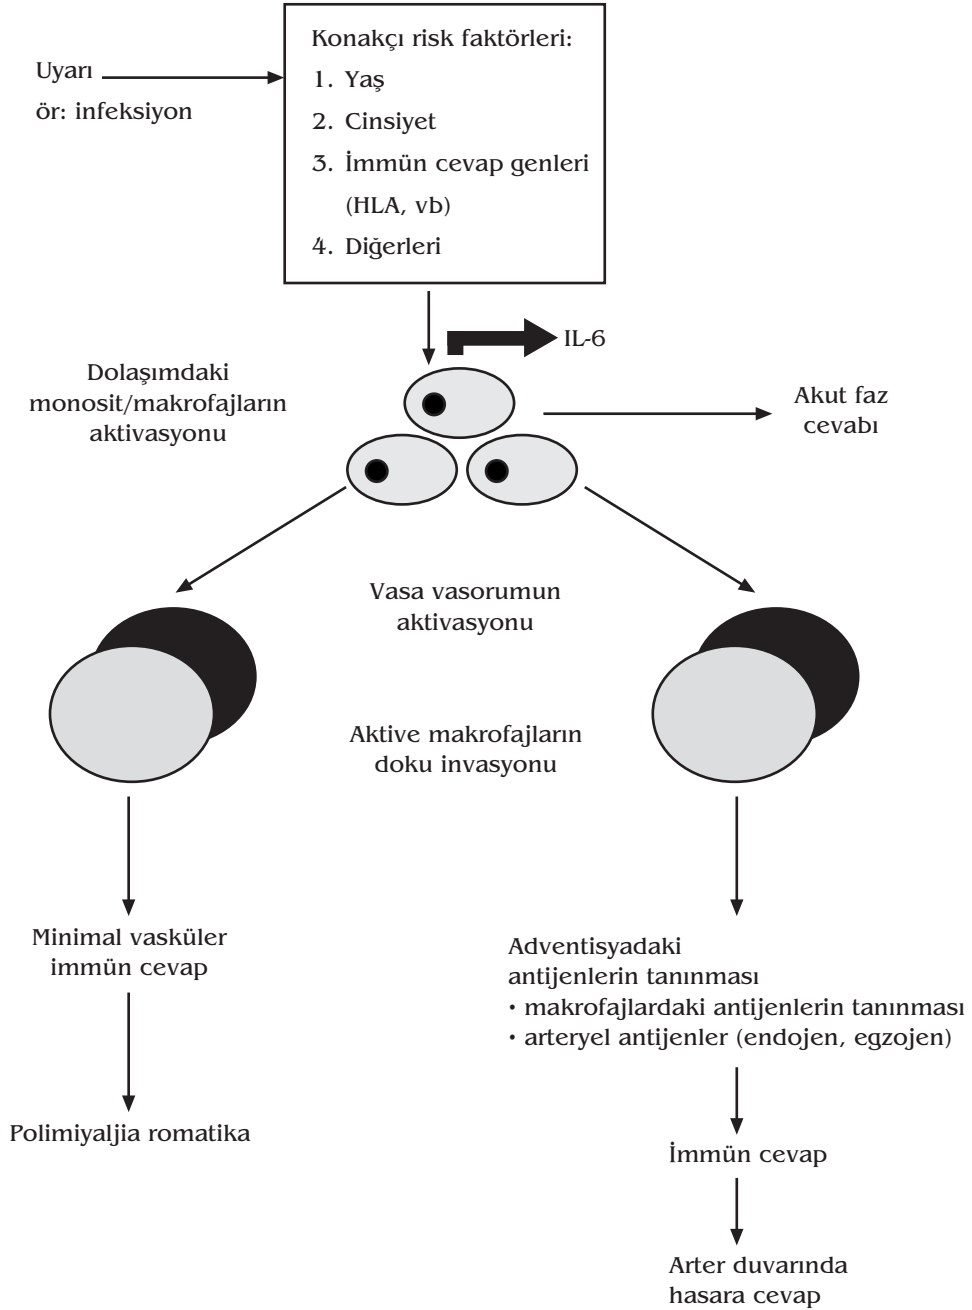 Konakçı risk faktörleri:
1. Yaş
2. Cinsiyet
3. İmmün cevap genleri
(HLA, vb)
4. Diğerleri
Uyarı
ör: infeksiyon
IL-6
Dolaşımdaki
monosit/makrofajların
aktivasyonu
Akut faz
cevabı
Vasa vasorumun
aktivasyonu
Aktive makrofajların
doku invasyonu
Minimal vasküler
immün cevap
Polimiyaljia romatika
Adventisyadaki
antijenlerin tanınması
• makrofajlardaki antijenlerin tanınması
• arteryel antijenler (endojen, egzojen)
İmmün cevap
Arter duvarında
hasara cevap